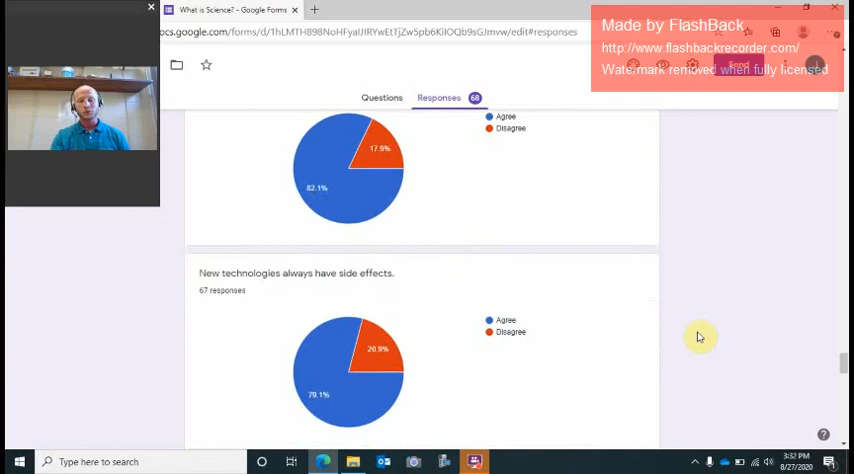 What is Science? - Google Forms
ocs.google.com/forms/d/
/edit#responses
Made by FlashBack
http://www.flashbackrecorder.com/
Watermark removed when fully licensed
Send
Questions
Responses 68
Agree
Disagree
17.9%
82.1%
New technologies always have side effects.
67 responses
Agree
Disagree
20.9%
79.1%
Type here to search
3:32 PM
8/27/2020